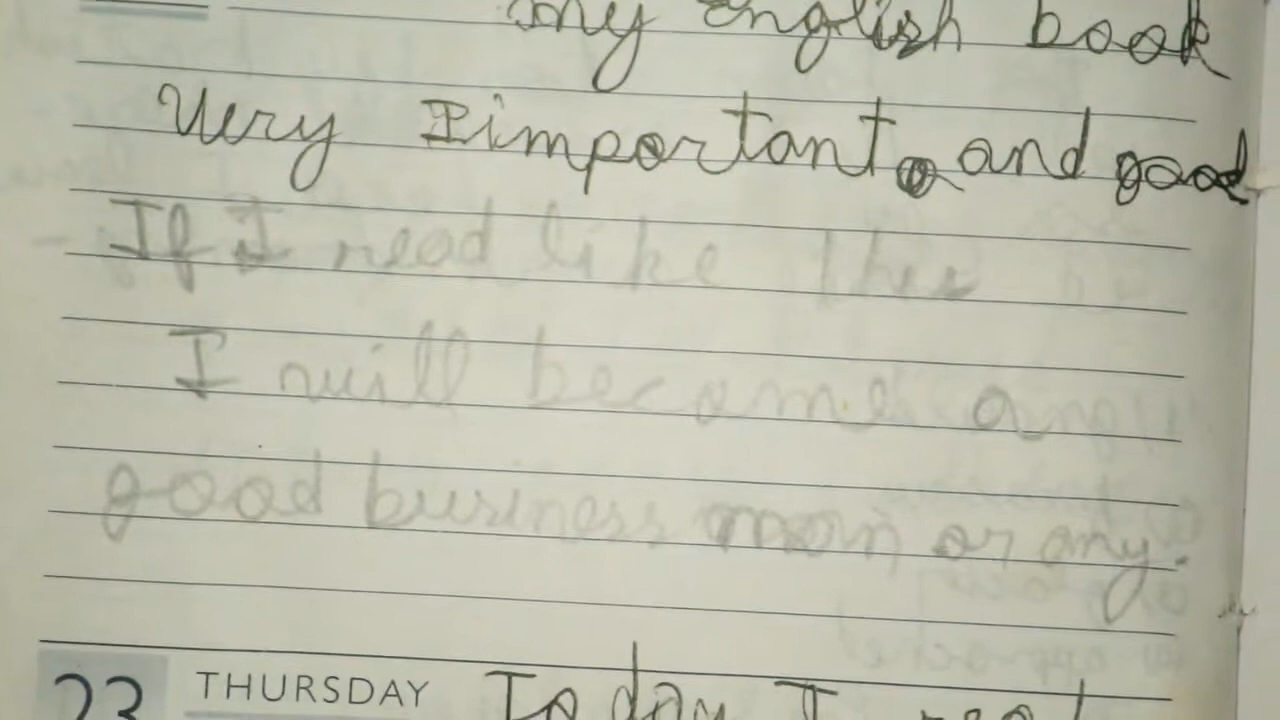 my english book
Very Iimportant and good
If I read like this
I will become a
good business man or any.
23 THURSDAY Today I